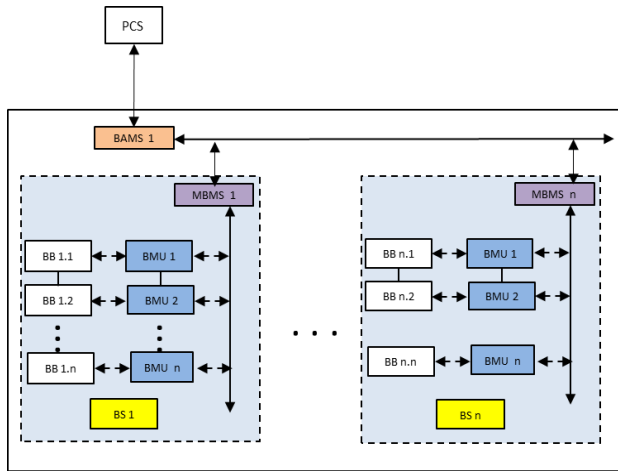 PCS
BAMS 1
MBMS 1
MBMS n
BB 1.1
BMU 1
BB 1.2
BMU 2
BB 1.n
BMU n
BS 1
BB n.1
BMU 1
BB n.2
BMU 2
BB n.n
BMU n
BS n